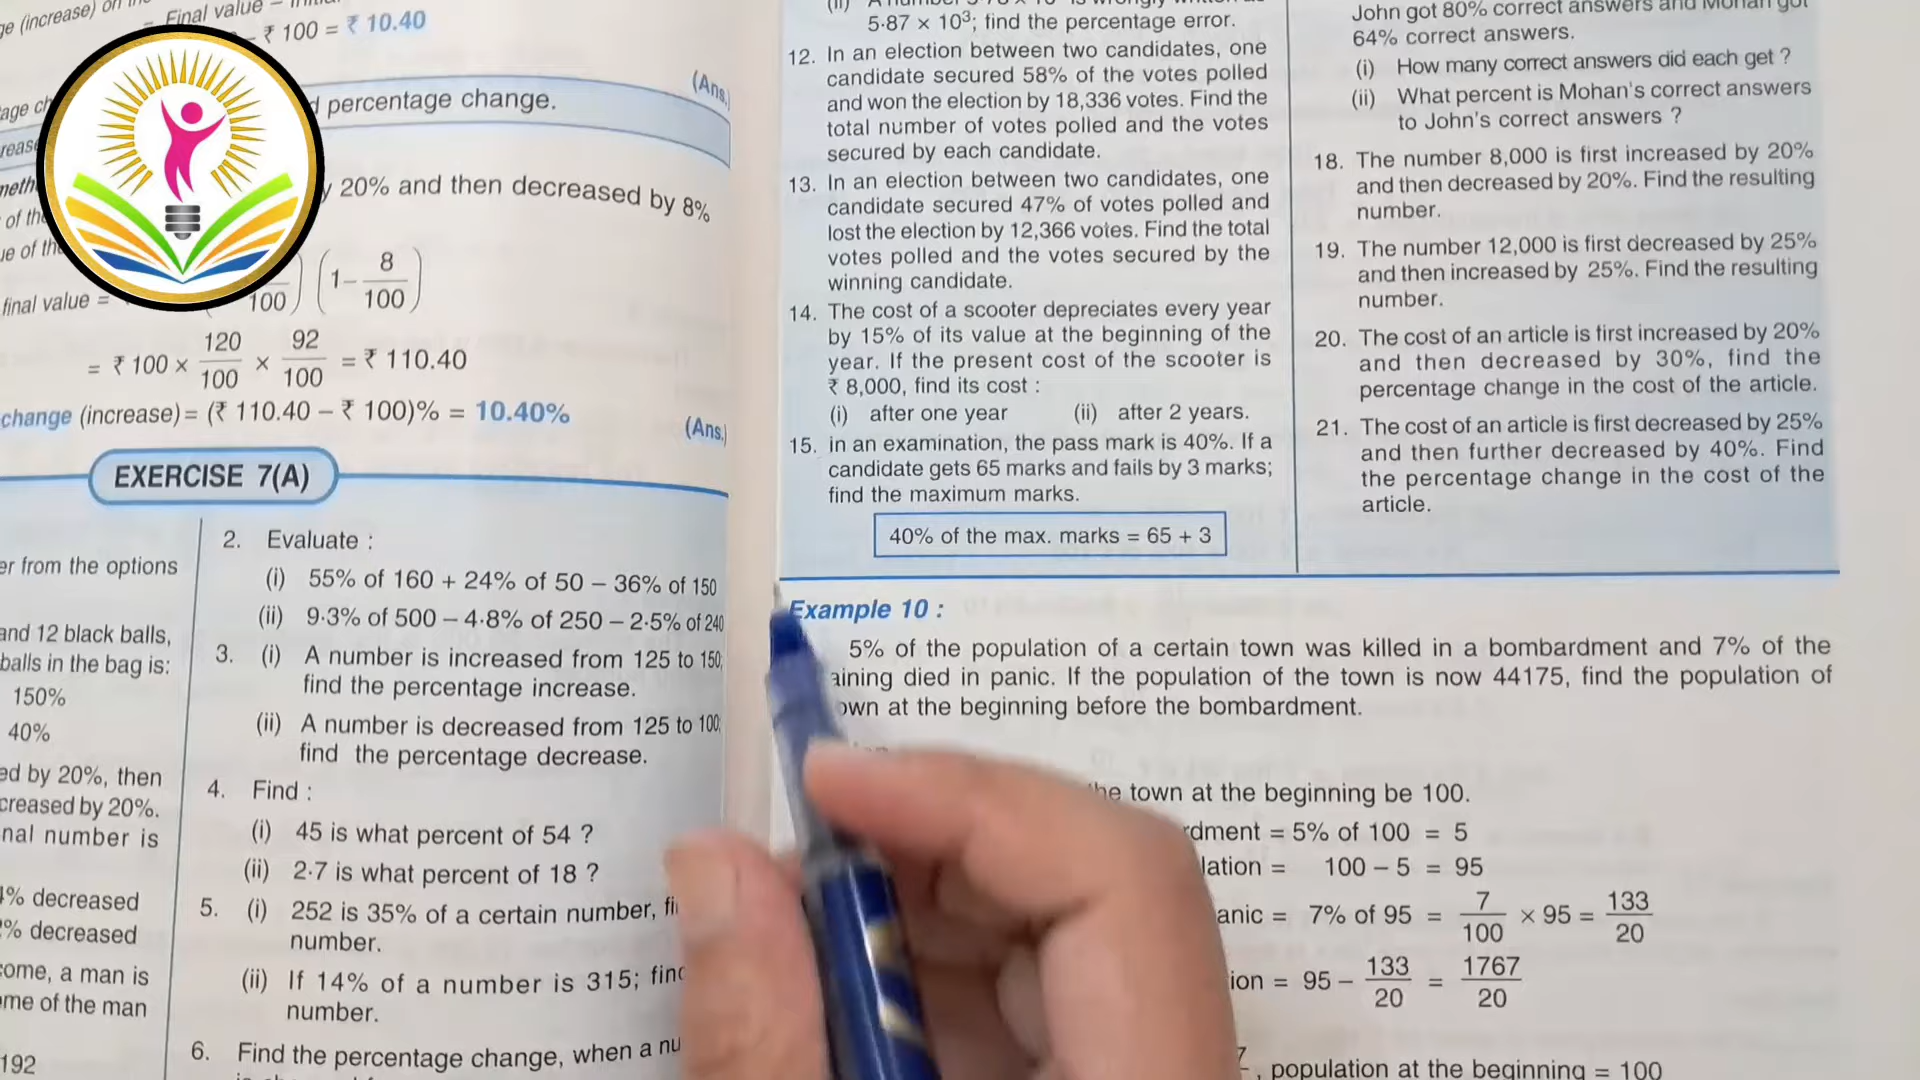 ge (increase) on
= Final value –
– ₹ 100 = ₹ 10.40
(Ans.)
percentage change.
20% and then decreased by 8%
of the
final value =
100) (1– 8/100)
= ₹ 100 × 120/100 × 92/100 = ₹ 110.40
change (increase) = (₹ 110.40 – ₹ 100)% = 10.40%
(Ans.)
EXERCISE 7(A)
er from the options
and 12 black balls,
balls in the bag is:
150%
40%
ed by 20%, then
creased by 20%.
nal number is
% decreased
% decreased
come, a man is
me of the man
192
2. Evaluate :
(i) 55% of 160 + 24% of 50 – 36% of 150
(ii) 9·3% of 500 – 4·8% of 250 – 2·5% of 240
3. (i) A number is increased from 125 to 150;
find the percentage increase.
(ii) A number is decreased from 125 to 100;
find the percentage decrease.
4. Find :
(i) 45 is what percent of 54 ?
(ii) 2·7 is what percent of 18 ?
5. (i) 252 is 35% of a certain number, fi
number.
(ii) If 14% of a number is 315; find
number.
6. Find the percentage change, when a nu
5·87 × 10³; find the percentage error.
12. In an election between two candidates, one
candidate secured 58% of the votes polled
and won the election by 18,336 votes. Find the
total number of votes polled and the votes
secured by each candidate.
13. In an election between two candidates, one
candidate secured 47% of votes polled and
lost the election by 12,366 votes. Find the total
votes polled and the votes secured by the
winning candidate.
14. The cost of a scooter depreciates every year
by 15% of its value at the beginning of the
year. If the present cost of the scooter is
₹ 8,000, find its cost :
(i) after one year (ii) after 2 years.
15. in an examination, the pass mark is 40%. If a
candidate gets 65 marks and fails by 3 marks;
find the maximum marks.
40% of the max. marks = 65 + 3
John got 80% correct answers and Mohan got
64% correct answers.
(i) How many correct answers did each get ?
(ii) What percent is Mohan's correct answers
to John's correct answers ?
18. The number 8,000 is first increased by 20%
and then decreased by 20%. Find the resulting
number.
19. The number 12,000 is first decreased by 25%
and then increased by 25%. Find the resulting
number.
20. The cost of an article is first increased by 20%
and then decreased by 30%, find the
percentage change in the cost of the article.
21. The cost of an article is first decreased by 25%
and then further decreased by 40%. Find
the percentage change in the cost of the
article.
Example 10 :
5% of the population of a certain town was killed in a bombardment and 7% of the
aining died in panic. If the population of the town is now 44175, find the population of
own at the beginning before the bombardment.
he town at the beginning be 100.
rdment = 5% of 100 = 5
lation = 100 – 5 = 95
anic = 7% of 95 = 7/100 × 95 = 133/20
ion = 95 – 133/20 = 1767/20
, population at the beginning = 100